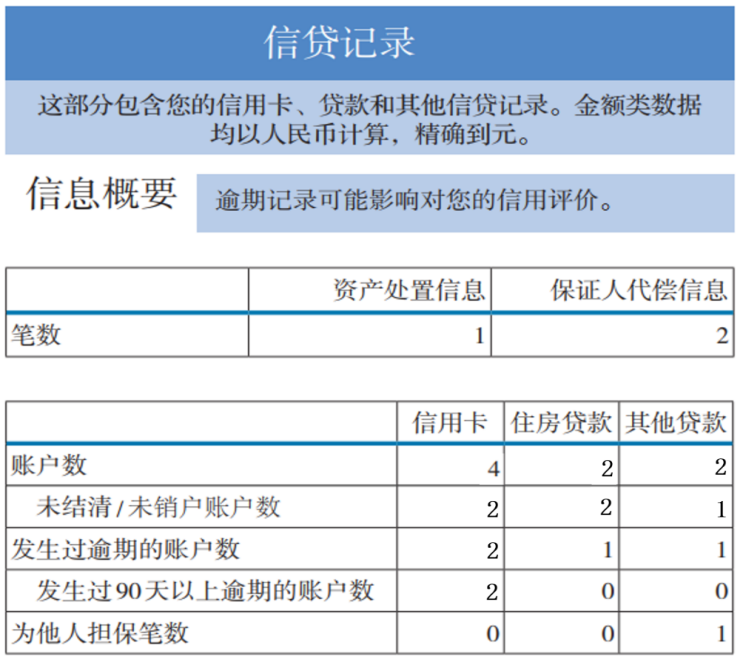 信贷记录
这部分包含您的信用卡、贷款和其他信贷记录。金额类数据
均以人民币计算，精确到元。
信息概要
逾期记录可能影响对您的信用评价。
资产处置信息 保证人代偿信息
笔数 1 2
信用卡 住房贷款 其他贷款
账户数 4 2 2
未结清/未销户账户数 2 2 1
发生过逾期的账户数 2 1 1
发生过90天以上逾期的账户数 2 0 0
为他人担保笔数 0 0 1